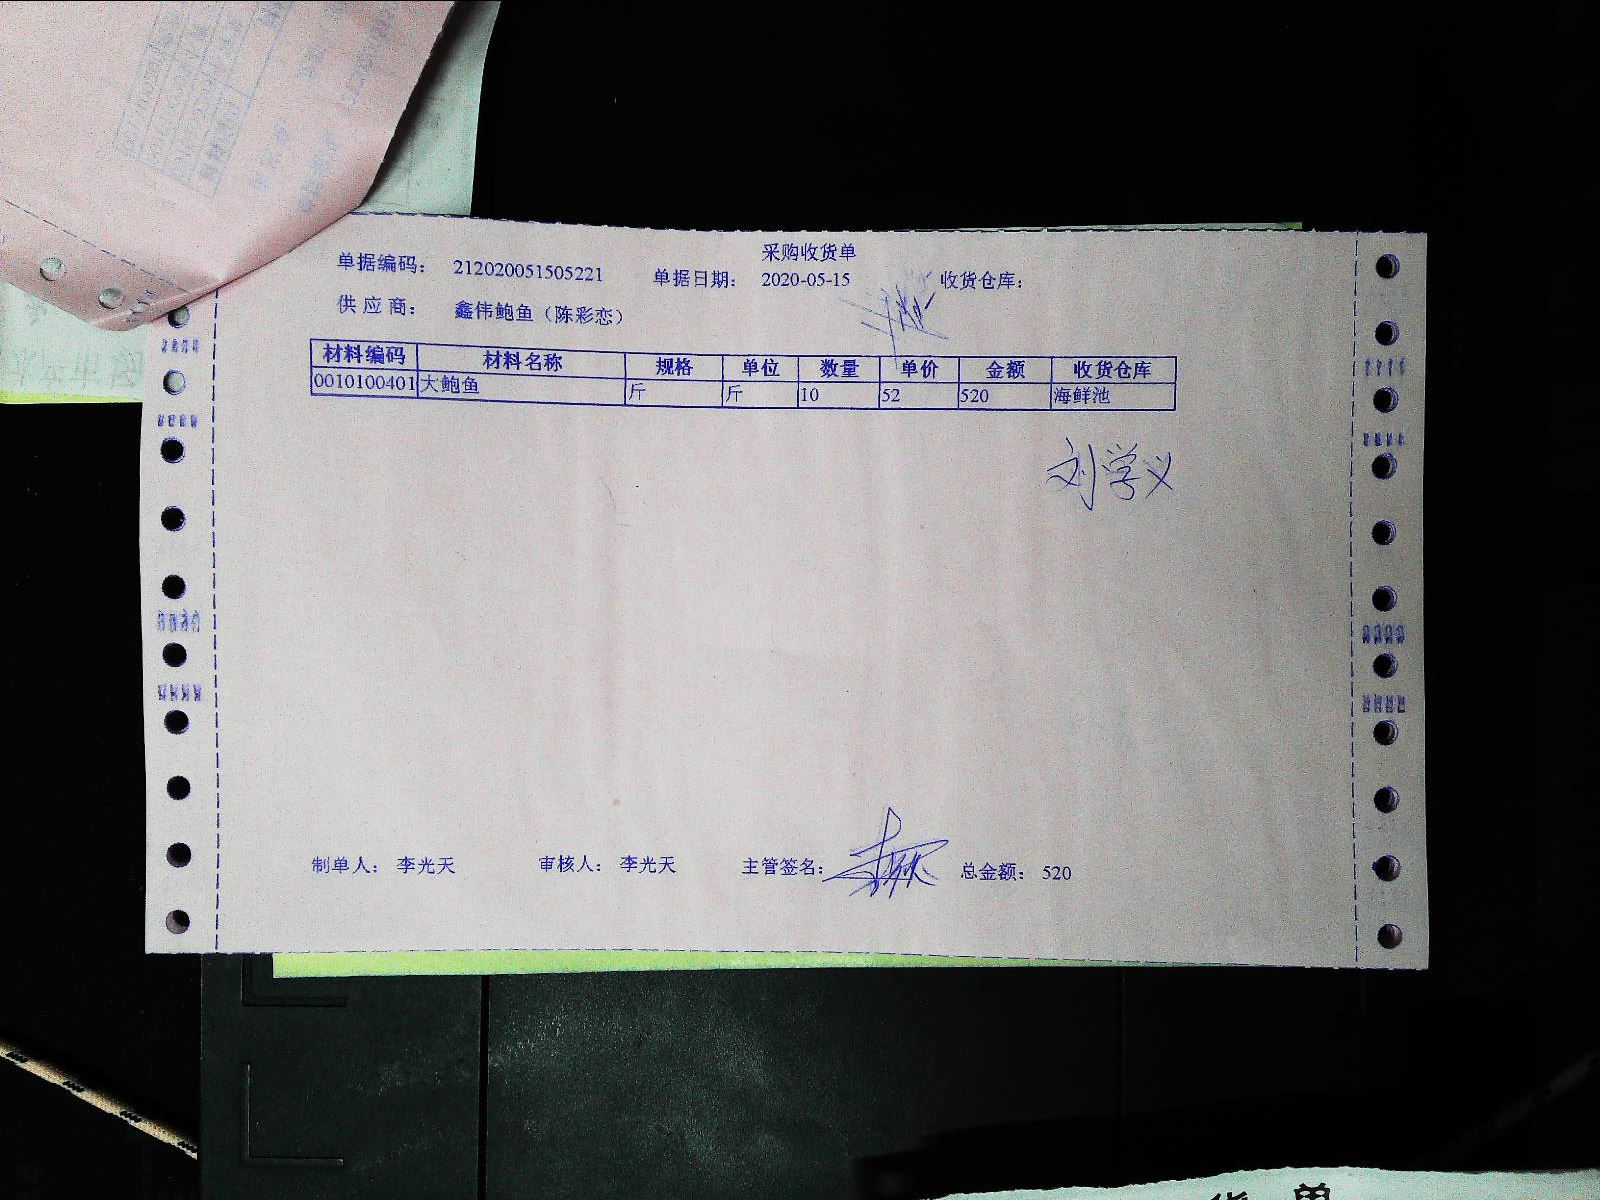 采购收货单
单据编码： 212020051505221 单据日期： 2020-05-15 收货仓库：
供 应 商： 鑫伟鲍鱼（陈彩恋）
材料编码 材料名称 规格 单位 数量 单价 金额 收货仓库
0010100401 大鲍鱼 斤 斤 10 52 520 海鲜池
刘学义
制单人： 李光天 审核人： 李光天 主管签名： 总金额： 520